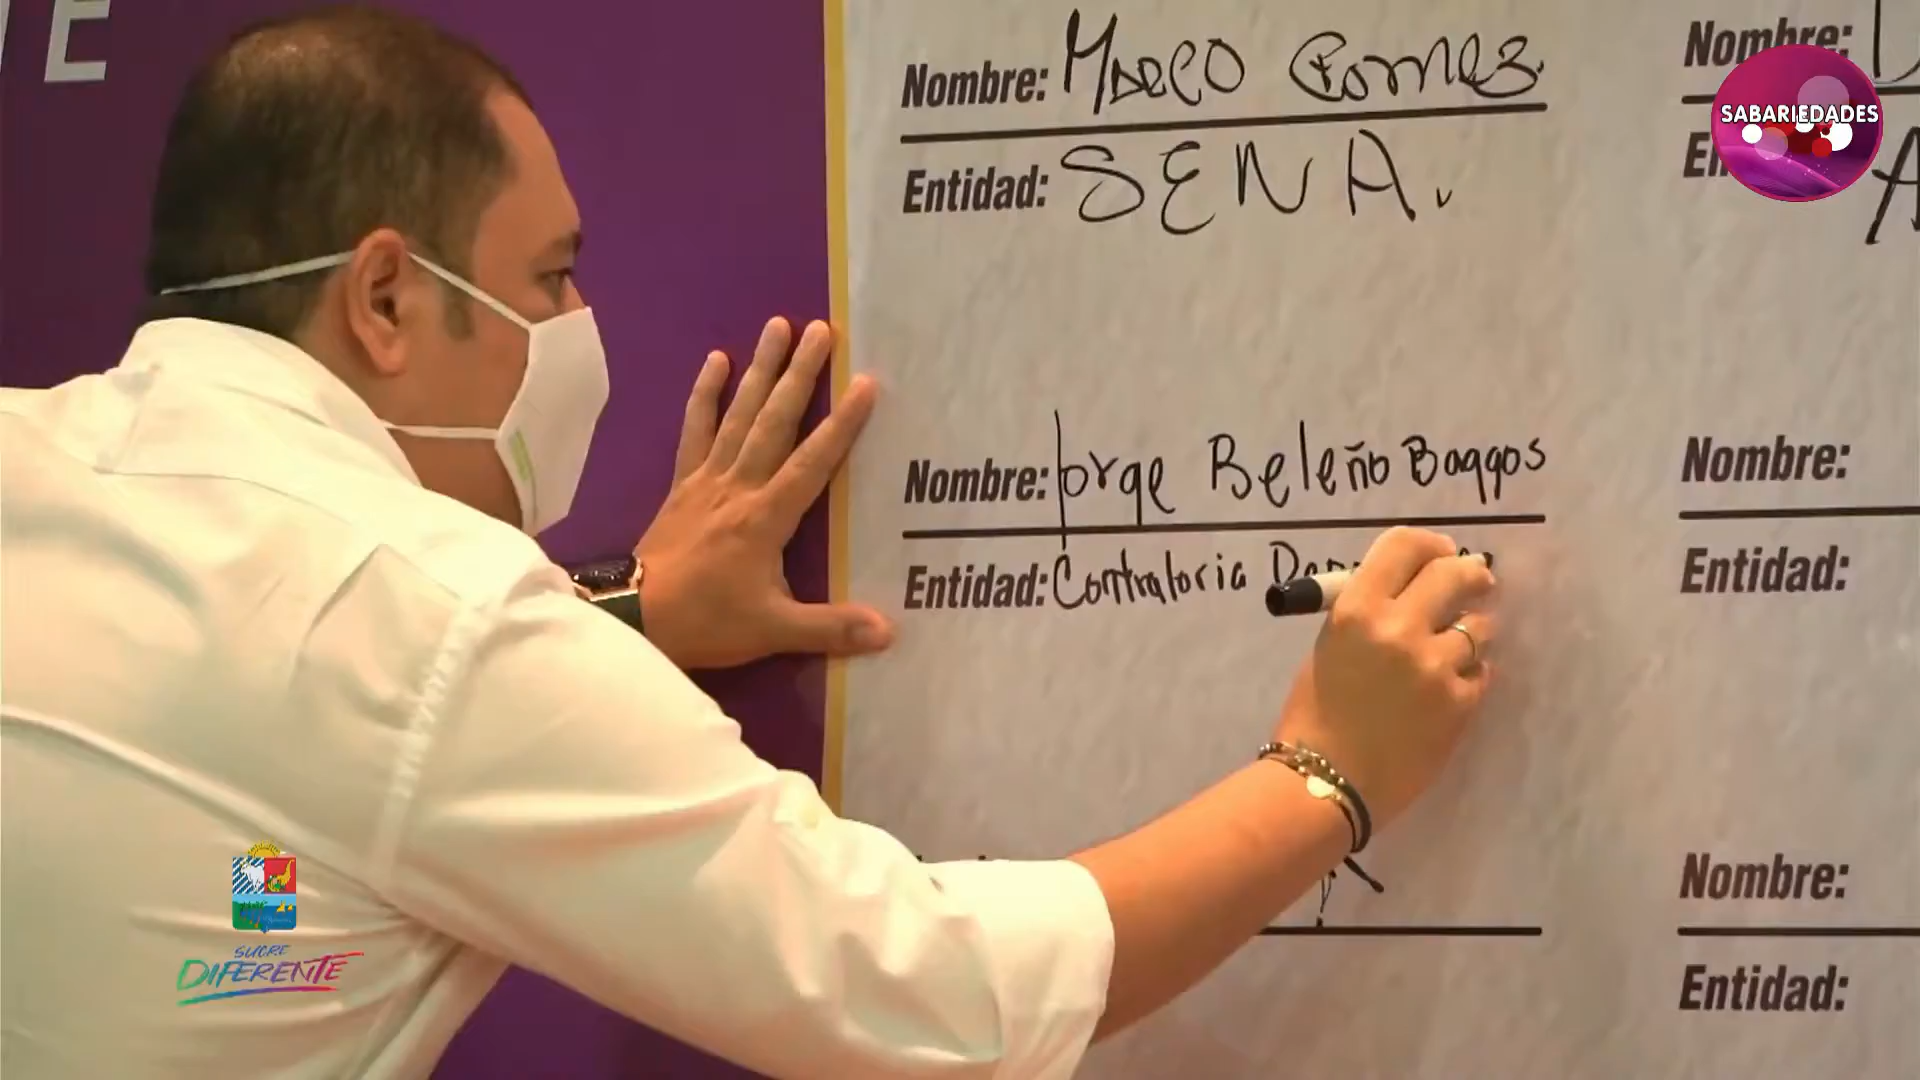 E
Nombre: Marco Gomez.
Entidad: SENA.
Nombre: Jorge Beleño Baggos
Entidad: Contraloria
Nombre:
SABARIEDADES
En
A
Nombre:
Entidad:
Nombre:
Entidad:
SUCRE
DIFERENTE